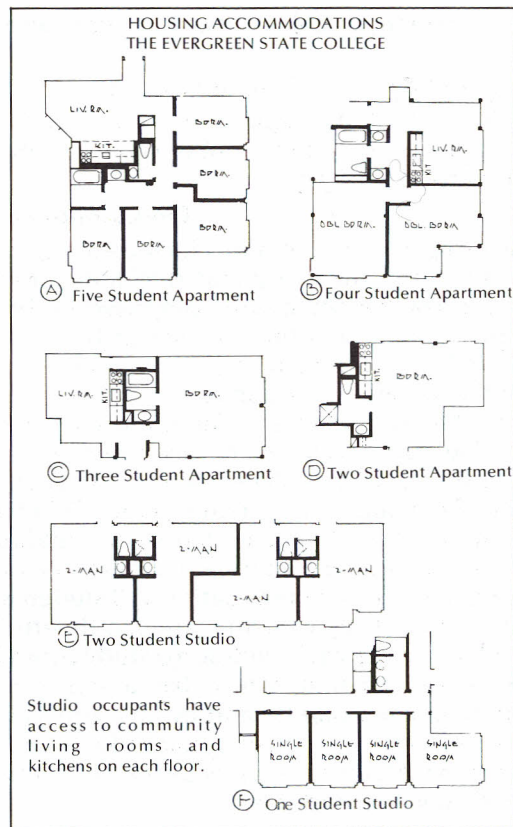 HOUSING ACCOMMODATIONS
THE EVERGREEN STATE COLLEGE
LIV. RM.
BDRM.
KIT.
BDRM.
BDRM.
BDRM
BDRM
A Five Student Apartment
LIV. RM.
KIT
DBL BDRM.
DBL. BDRM
B Four Student Apartment
LIV. RM.
KIT.
BDRM.
C Three Student Apartment
KIT.
BDRM.
D Two Student Apartment
2-MAN
2-MAN
2-MAN
2-MAN
E Two Student Studio
Studio occupants have
access to community
living rooms and
kitchens on each floor.
SINGLE
ROOM
SINGLE
ROOM
SINGLE
ROOM
SINGLE
ROOM
F One Student Studio